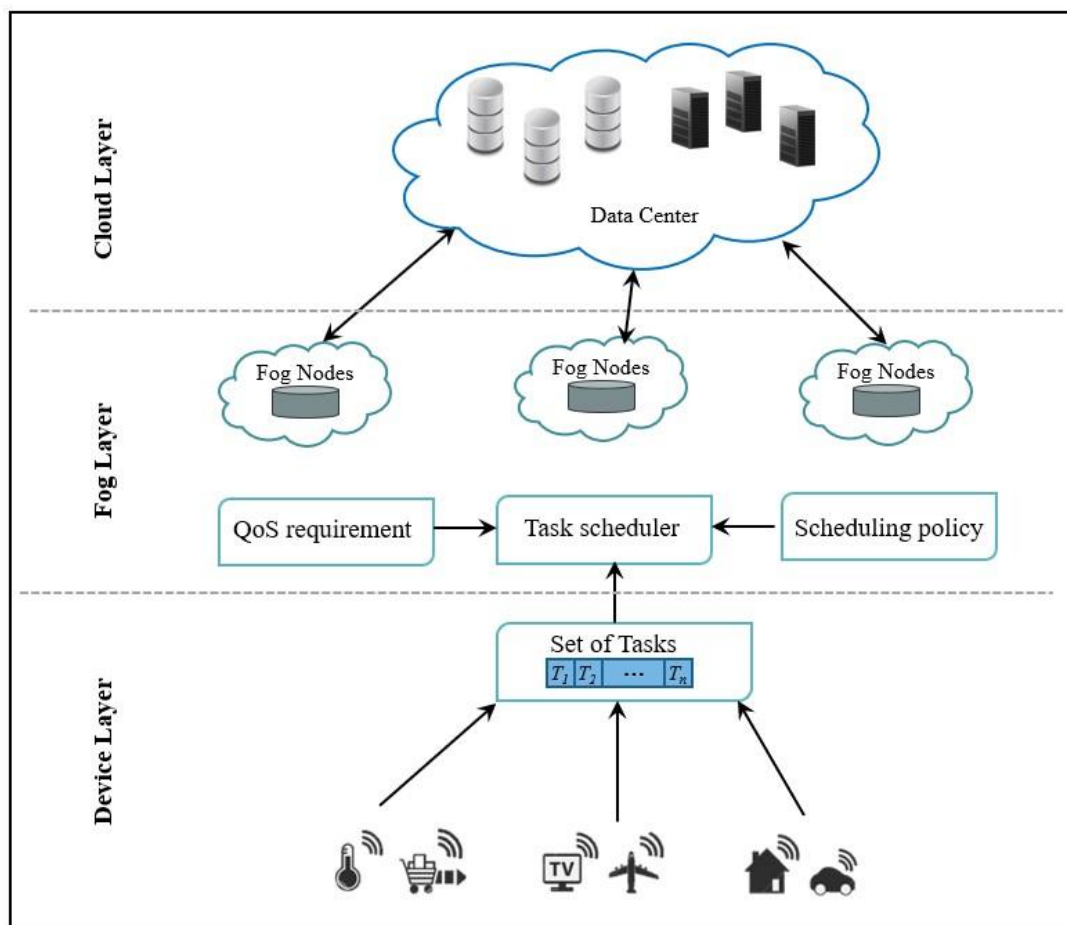 Cloud Layer
Data Center
Fog Layer
Fog Nodes
Fog Nodes
Fog Nodes
QoS requirement
Task scheduler
Scheduling policy
Device Layer
Set of Tasks
T1 T2 ... Tn
TV